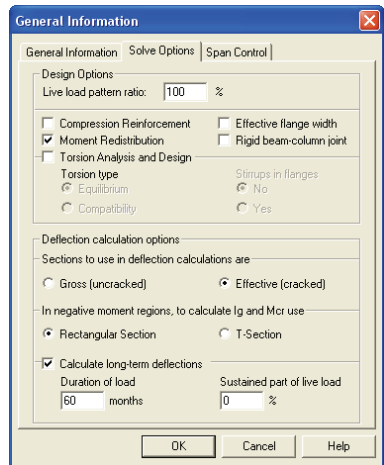 General Information
General Information Solve Options Span Control
Design Options
Live load pattern ratio: 100 %
Compression Reinforcement Effective flange width
Moment Redistribution Rigid beam-column joint
Torsion Analysis and Design
Torsion type Stirrups in flanges
Equilibrium No
Compatibility Yes
Deflection calculation options
Sections to use in deflection calculations are
Gross (uncracked) Effective (cracked)
In negative moment regions, to calculate Ig and Mcr use
Rectangular Section T-Section
Calculate long-term deflections
Duration of load Sustained part of live load
60 months 0 %
OK Cancel Help